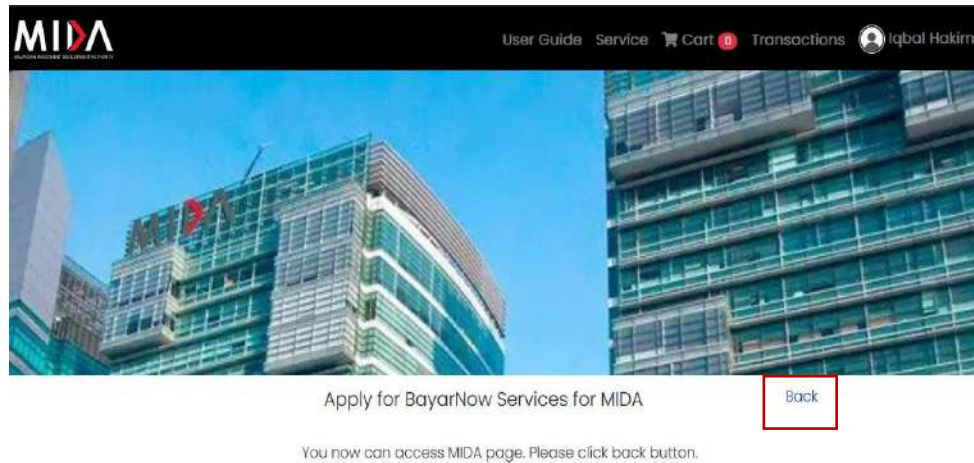 MIDA
User Guide Service Cart 0 Transactions Iqbal Hakim
MIDA
Apply for BayarNow Services for MIDA Back
You now can access MIDA page. Please click back button.